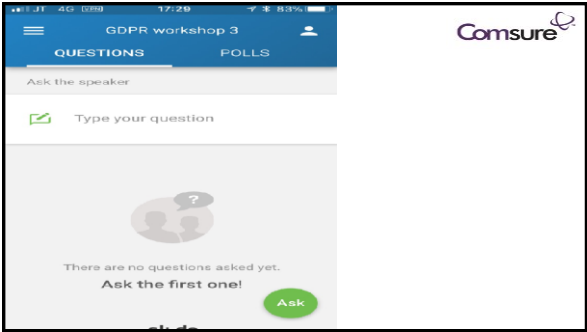 JT 4G VPN 17:29 83%
GDPR workshop 3
QUESTIONS POLLS
Ask the speaker
Type your question
?
There are no questions asked yet.
Ask the first one!
Ask
Comsure